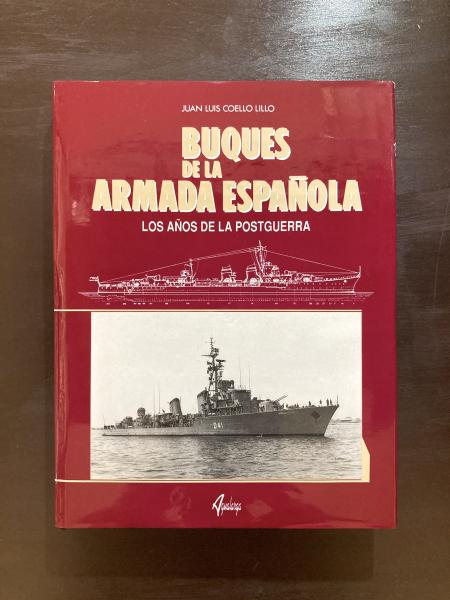 JUAN LUIS COELLO LILLO
BUQUES
DE LA
ARMADA ESPAÑOLA
LOS AÑOS DE LA POSTGUERRA
D41
Agualarga